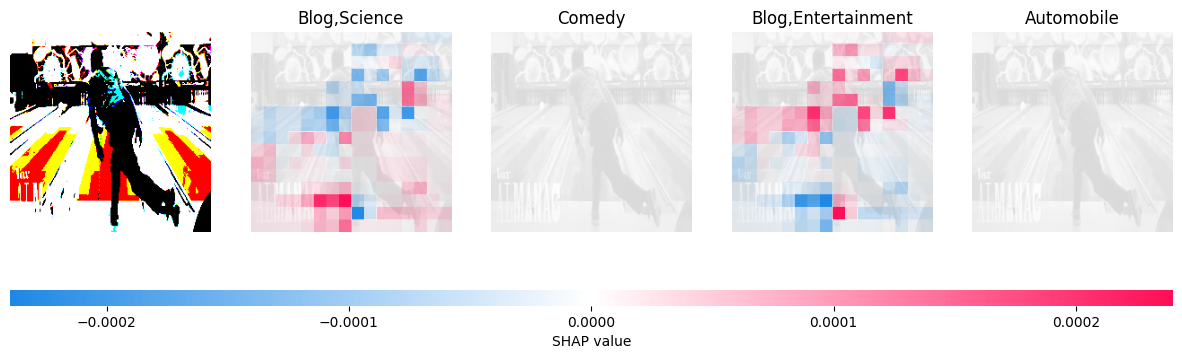 Blog,Science
Comedy
Blog,Entertainment
Automobile
−0.0002
−0.0001
0.0000
0.0001
0.0002
SHAP value